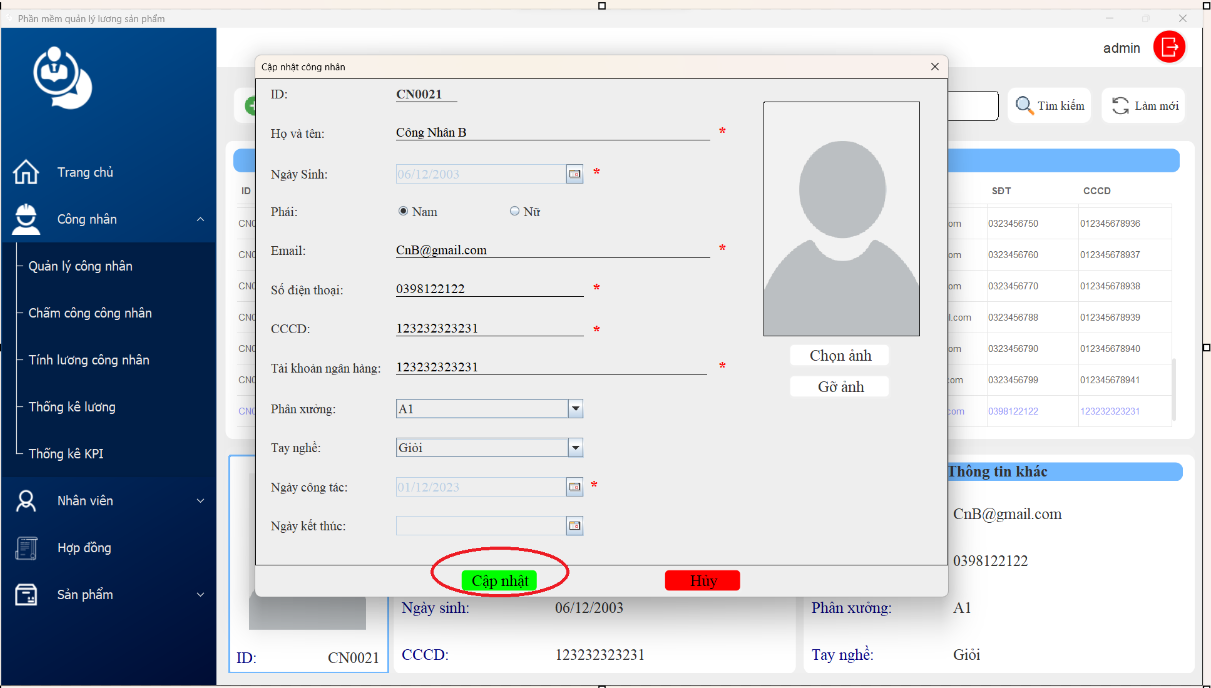 Phần mềm quản lý lương sản phẩm
admin
Trang chủ
Công nhân
Quản lý công nhân
Chấm công công nhân
Tính lương công nhân
Thống kê lương
Thống kê KPI
Nhân viên
Hợp đồng
Sản phẩm
Tìm kiếm
Làm mới
Cập nhật công nhân
ID: CN0021
Họ và tên: Công Nhân B *
Ngày Sinh: 06/12/2003 *
Phái: Nam Nữ
Email: CnB@gmail.com *
Số điện thoại: 0398122122 *
CCCD: 123232323231 *
Tài khoản ngân hàng: 123232323231 *
Phân xưởng: A1
Tay nghề: Giỏi
Ngày công tác: 01/12/2023 *
Ngày kết thúc:
Chọn ảnh
Gỡ ảnh
Cập nhật
Hủy
ID SĐT CCCD
CN0 om 0323456750 012345678936
CN0 om 0323456760 012345678937
CN0 om 0323456770 012345678938
CN0 l.com 0323456788 012345678939
CN0 om 0323456790 012345678940
CN0 com 0323456799 012345678941
CN0 com 0398122122 123232323231
ID: CN0021
Ngày sinh: 06/12/2003
CCCD: 123232323231
Thông tin khác
CnB@gmail.com
0398122122
Phân xưởng: A1
Tay nghề: Giỏi